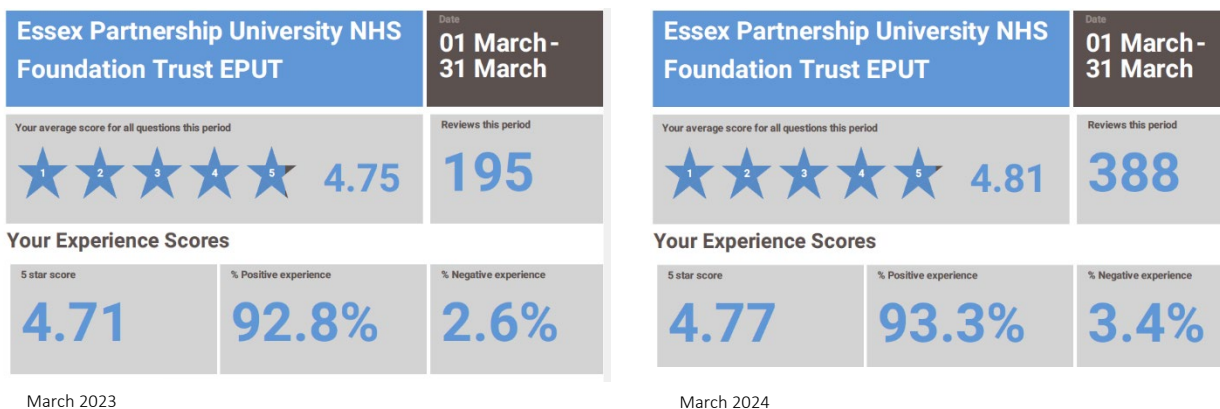 Essex Partnership University NHS
Foundation Trust EPUT
Date
01 March-
31 March
Your average score for all questions this period
1 2 3 4 5 4.75
Reviews this period
195
Your Experience Scores
5 star score
4.71
% Positive experience
92.8%
% Negative experience
2.6%
March 2023
Essex Partnership University NHS
Foundation Trust EPUT
Date
01 March-
31 March
Your average score for all questions this period
1 2 3 4 5 4.81
Reviews this period
388
Your Experience Scores
5 star score
4.77
% Positive experience
93.3%
% Negative experience
3.4%
March 2024